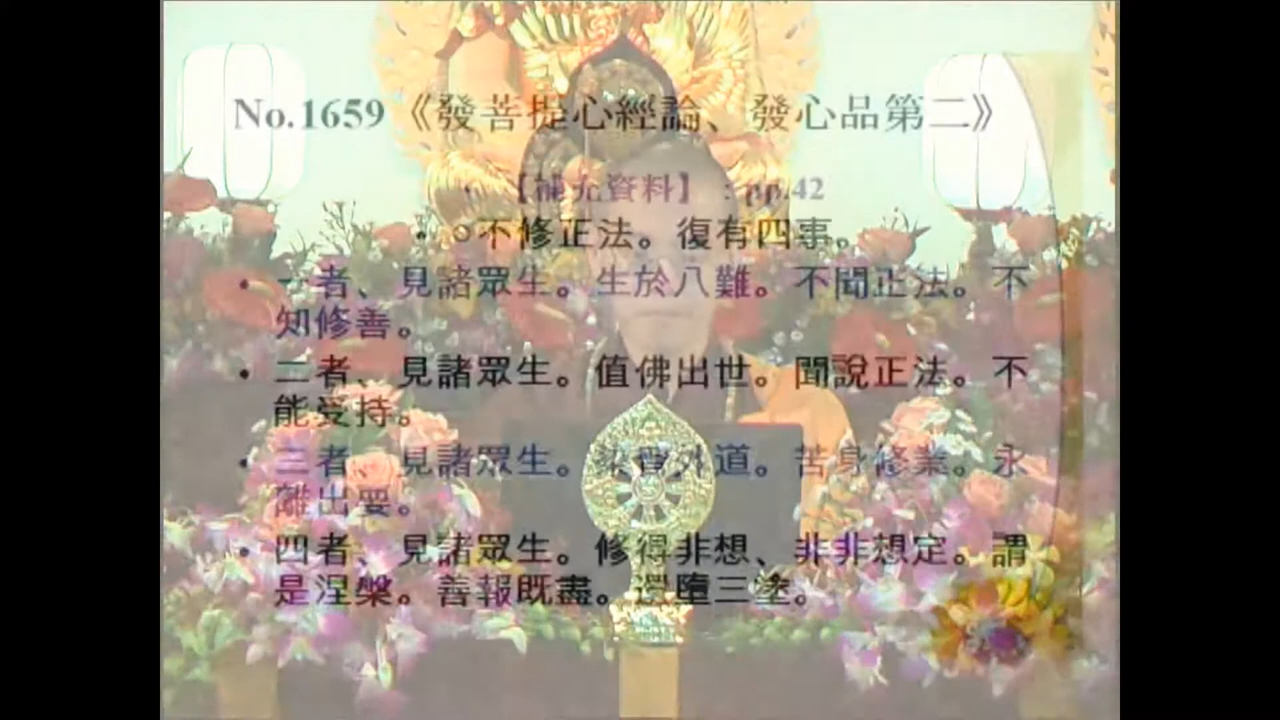 No.1659《發菩提心經論、發心品第二》
•【補充資料】:pp.42
• ○不修正法。復有四事。
• 一者、見諸眾生。生於八難。不聞正法。不
知修善。
• 二者、見諸眾生。值佛出世。聞說正法。不
能受持。
• 三者、見諸眾生。染習外道。苦身修業。永
離出要。
• 四者、見諸眾生。修得非想、非非想定。謂
是涅槃。善報既盡。還墮三塗。